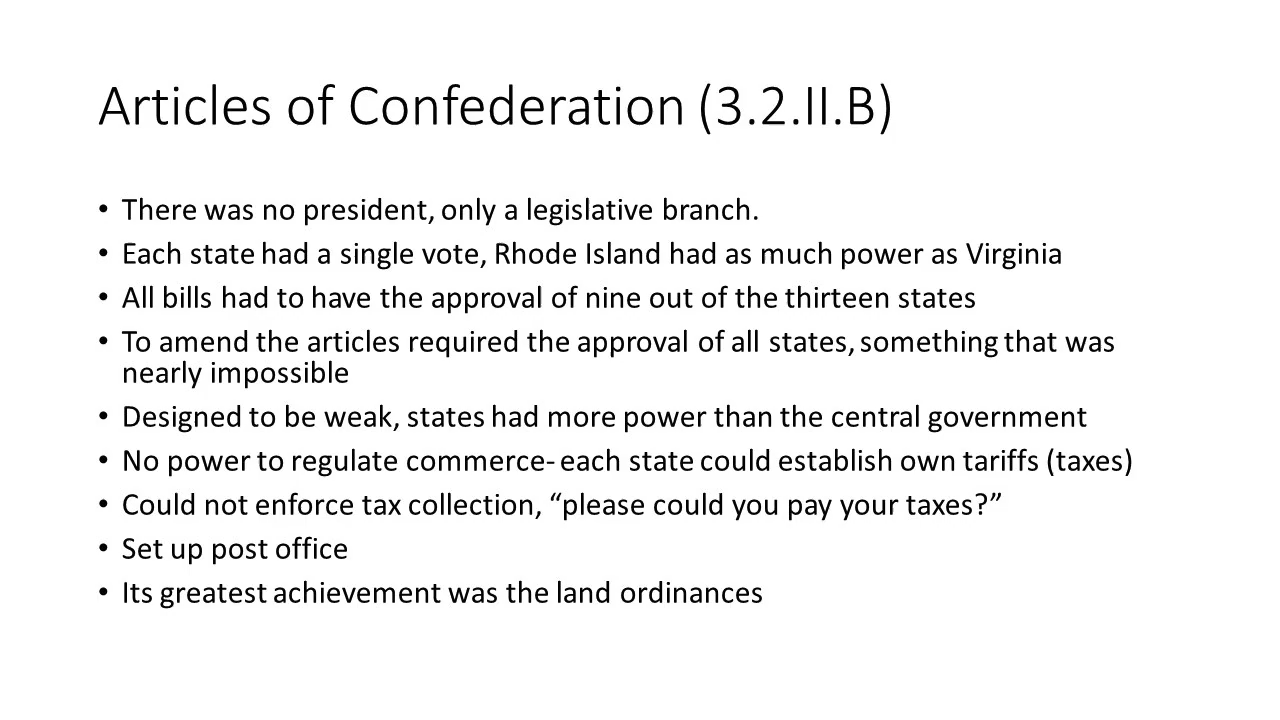 Articles of Confederation (3.2.II.B)
• There was no president, only a legislative branch.
• Each state had a single vote, Rhode Island had as much power as Virginia
• All bills had to have the approval of nine out of the thirteen states
• To amend the articles required the approval of all states, something that was
nearly impossible
• Designed to be weak, states had more power than the central government
• No power to regulate commerce- each state could establish own tariffs (taxes)
• Could not enforce tax collection, “please could you pay your taxes?”
• Set up post office
• Its greatest achievement was the land ordinances